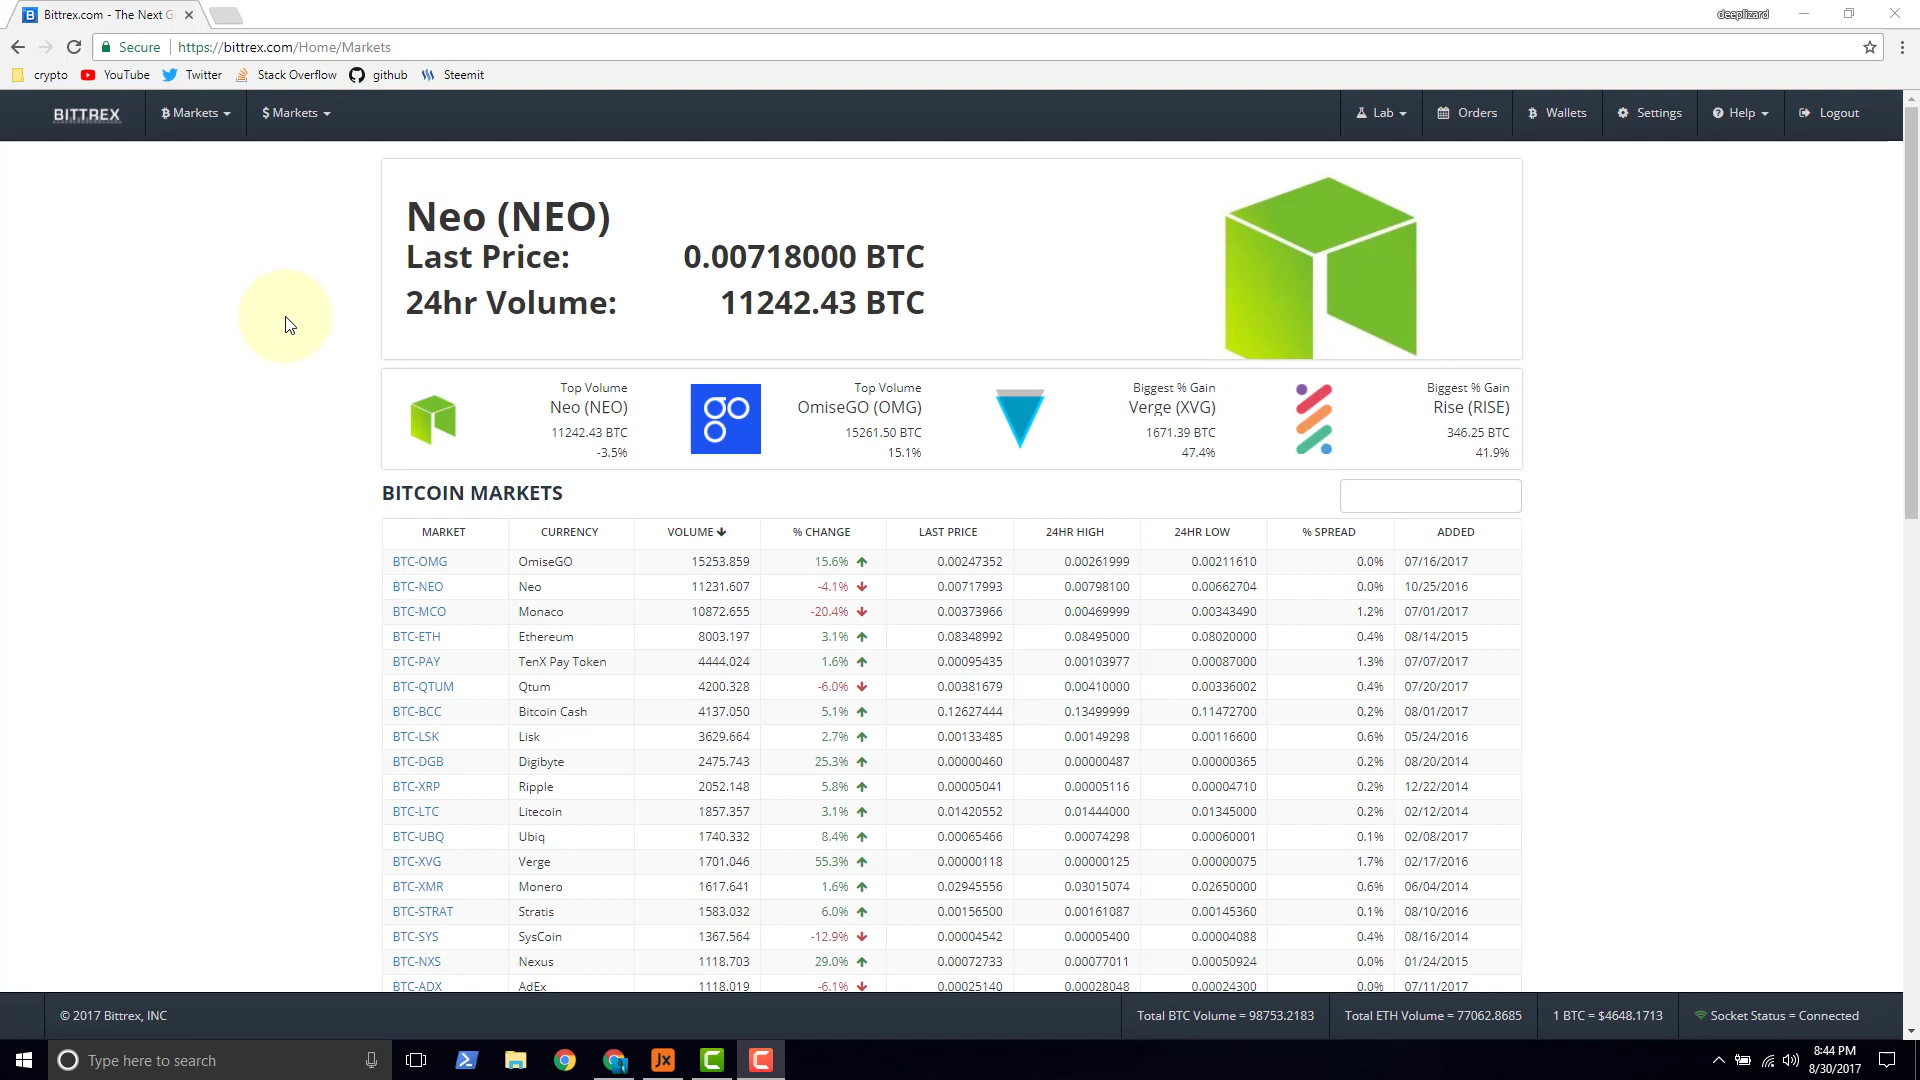 Bittrex.com - The Next G
deeplizard
Secure https://bittrex.com/Home/Markets
crypto YouTube Twitter Stack Overflow github Steemit
BITTREX Markets $ Markets Lab Orders Wallets Settings Help Logout
Neo (NEO)
Last Price: 0.00718000 BTC
24hr Volume: 11242.43 BTC
Top Volume
Neo (NEO)
11242.43 BTC
-3.5%
go
Top Volume
OmiseGO (OMG)
15261.50 BTC
15.1%
Biggest % Gain
Verge (XVG)
1671.39 BTC
47.4%
Biggest % Gain
Rise (RISE)
346.25 BTC
41.9%
BITCOIN MARKETS
MARKET CURRENCY VOLUME % CHANGE LAST PRICE 24HR HIGH 24HR LOW % SPREAD ADDED
BTC-OMG OmiseGO 15253.859 15.6% 0.00247352 0.00261999 0.00211610 0.0% 07/16/2017
BTC-NEO Neo 11231.607 -4.1% 0.00717993 0.00798100 0.00662704 0.0% 10/25/2016
BTC-MCO Monaco 10872.655 -20.4% 0.00373966 0.00469999 0.00343490 1.2% 07/01/2017
BTC-ETH Ethereum 8003.197 3.1% 0.08348992 0.08495000 0.08020000 0.4% 08/14/2015
BTC-PAY TenX Pay Token 4444.024 1.6% 0.00095435 0.00103977 0.00087000 1.3% 07/07/2017
BTC-QTUM Qtum 4200.328 -6.0% 0.00381679 0.00410000 0.00336002 0.4% 07/20/2017
BTC-BCC Bitcoin Cash 4137.050 5.1% 0.12627444 0.13499999 0.11472700 0.2% 08/01/2017
BTC-LSK Lisk 3629.664 2.7% 0.00133485 0.00149298 0.00116600 0.6% 05/24/2016
BTC-DGB Digibyte 2475.743 25.3% 0.00000460 0.00000487 0.00000365 0.2% 08/20/2014
BTC-XRP Ripple 2052.148 5.8% 0.00005041 0.00005116 0.00004710 0.2% 12/22/2014
BTC-LTC Litecoin 1857.357 3.1% 0.01420552 0.01444000 0.01345000 0.2% 02/12/2014
BTC-UBQ Ubiq 1740.332 8.4% 0.00065466 0.00074298 0.00060001 0.1% 02/08/2017
BTC-XVG Verge 1701.046 55.3% 0.00000118 0.00000125 0.00000075 1.7% 02/17/2016
BTC-XMR Monero 1617.641 1.6% 0.02945556 0.03015074 0.02650000 0.6% 06/04/2014
BTC-STRAT Stratis 1583.032 6.0% 0.00156500 0.00161087 0.00145360 0.1% 08/10/2016
BTC-SYS SysCoin 1367.564 -12.9% 0.00004542 0.00005400 0.00004088 0.4% 08/16/2014
BTC-NXS Nexus 1118.703 29.0% 0.00072733 0.00077011 0.00050924 0.0% 01/24/2015
BTC-ADX AdEx 1118.019 -6.1% 0.00025140 0.00028048 0.00024300 0.0% 07/11/2017
© 2017 Bittrex, INC Total BTC Volume = 98753.2183 Total ETH Volume = 77062.8685 1 BTC = $4648.1713 Socket Status = Connected
Type here to search
Jx
8:44 PM
8/30/2017